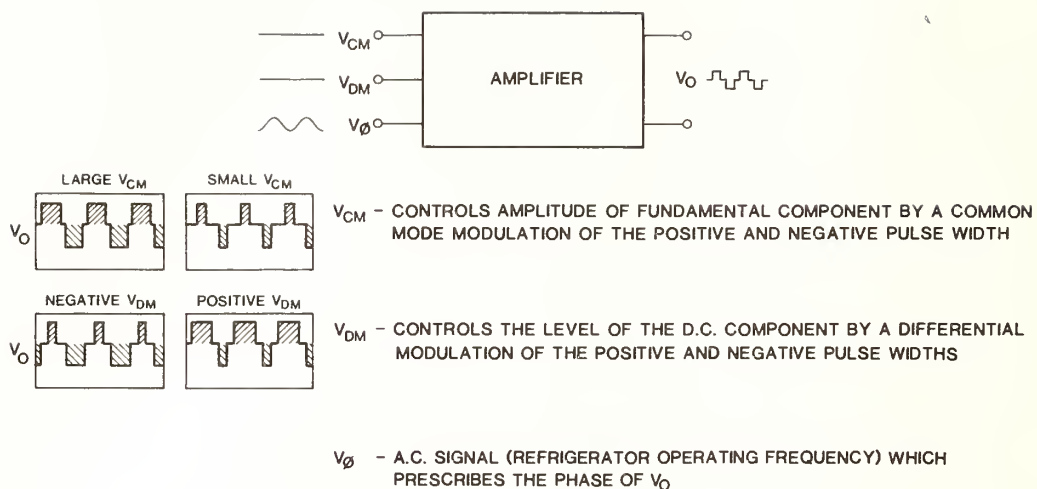 V_CM
V_DM
V_Ø
AMPLIFIER
V_O
LARGE V_CM
SMALL V_CM
V_O
V_CM – CONTROLS AMPLITUDE OF FUNDAMENTAL COMPONENT BY A COMMON
MODE MODULATION OF THE POSITIVE AND NEGATIVE PULSE WIDTH
NEGATIVE V_DM
POSITIVE V_DM
V_O
V_DM – CONTROLS THE LEVEL OF THE D.C. COMPONENT BY A DIFFERENTIAL
MODULATION OF THE POSITIVE AND NEGATIVE PULSE WIDTHS
V_Ø – A.C. SIGNAL (REFRIGERATOR OPERATING FREQUENCY) WHICH
PRESCRIBES THE PHASE OF V_O